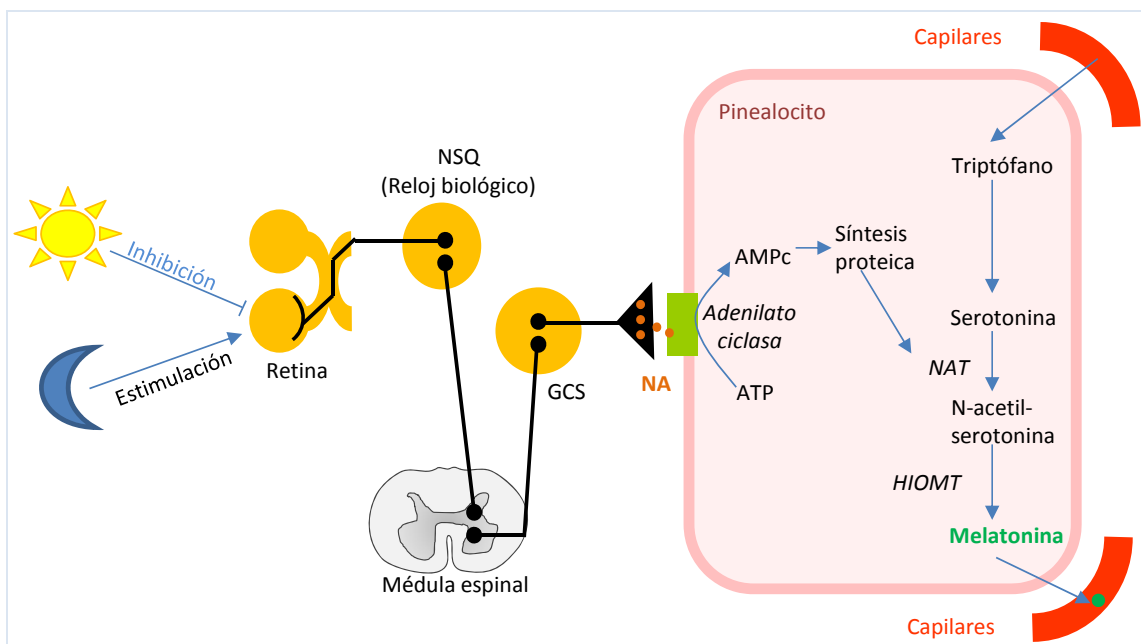 Capilares
Pinealocito
NSQ
(Reloj biológico)
Triptófano
Inhibición
Síntesis
proteica
AMPc
Adenilato
ciclasa
Serotonina
Estimulación
Retina
GCS
NA
ATP
NAT
N-acetil-
serotonina
HIOMT
Melatonina
Médula espinal
Capilares